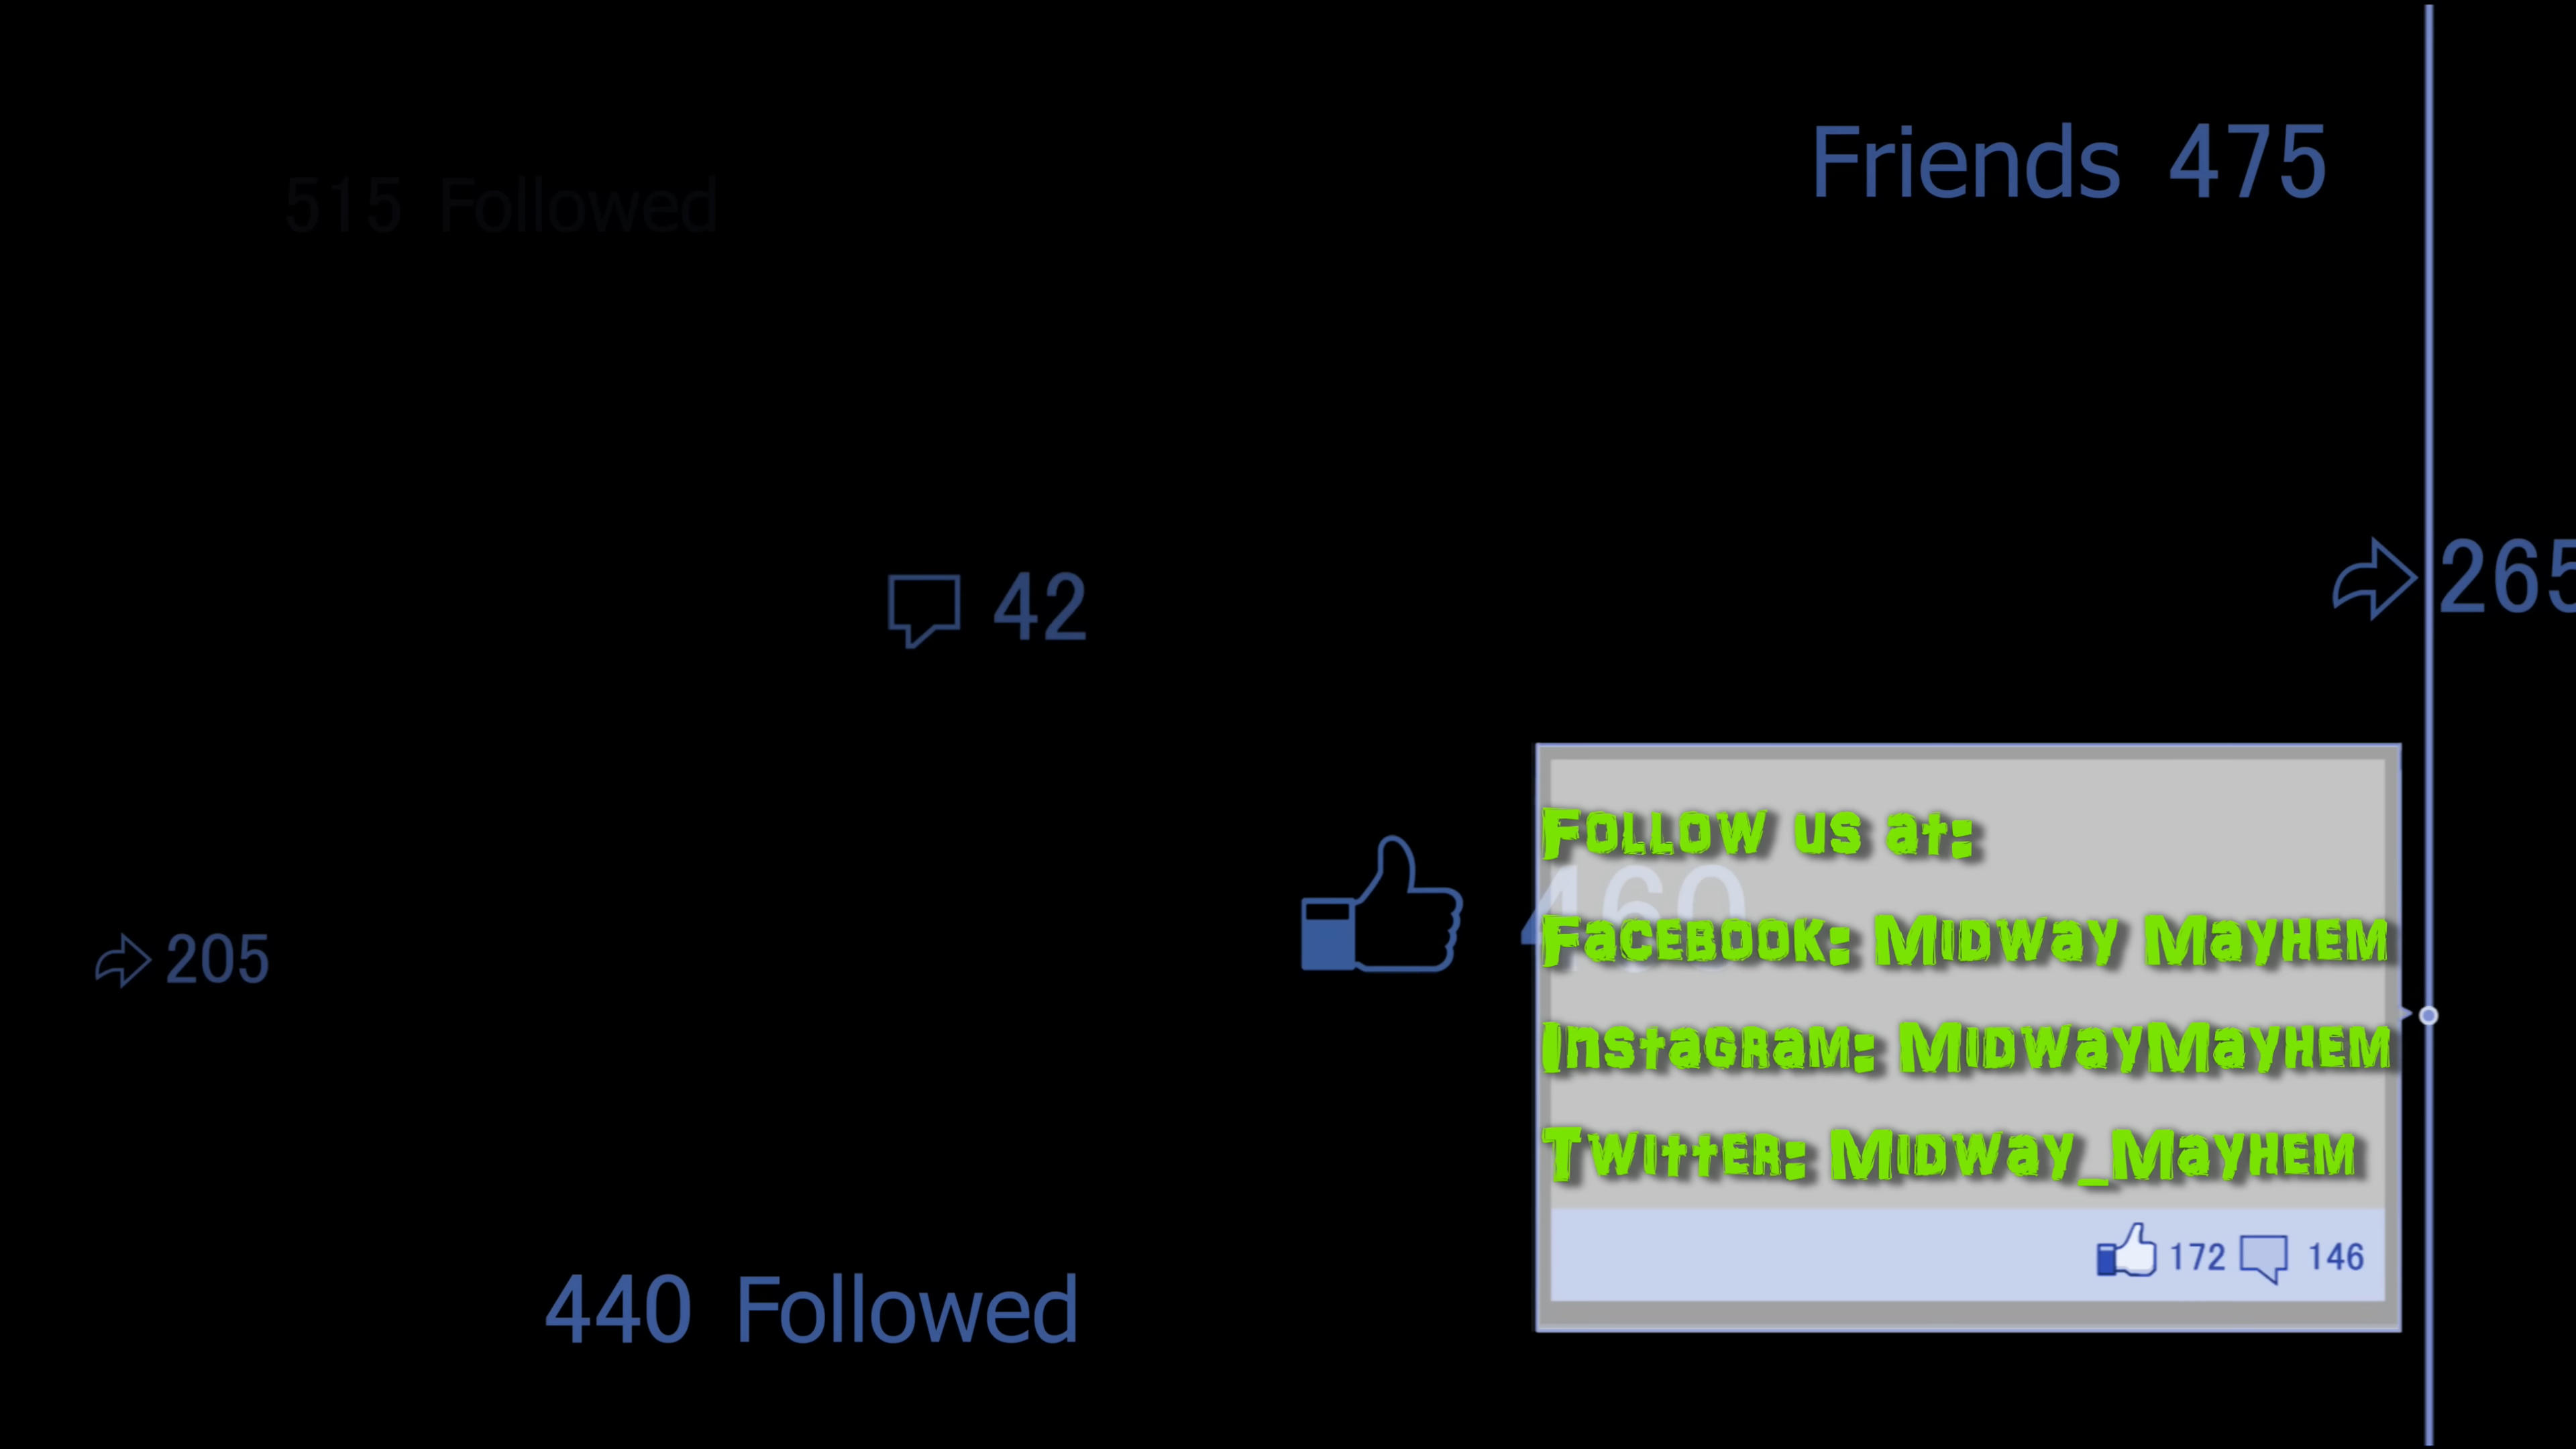 515 Followed
Friends 475
42
265
460
205
Follow us at:
Facebook: Midway Mayhem
Instagram: MidwayMayhem
Twitter: Midway_Mayhem
172 146
440 Followed